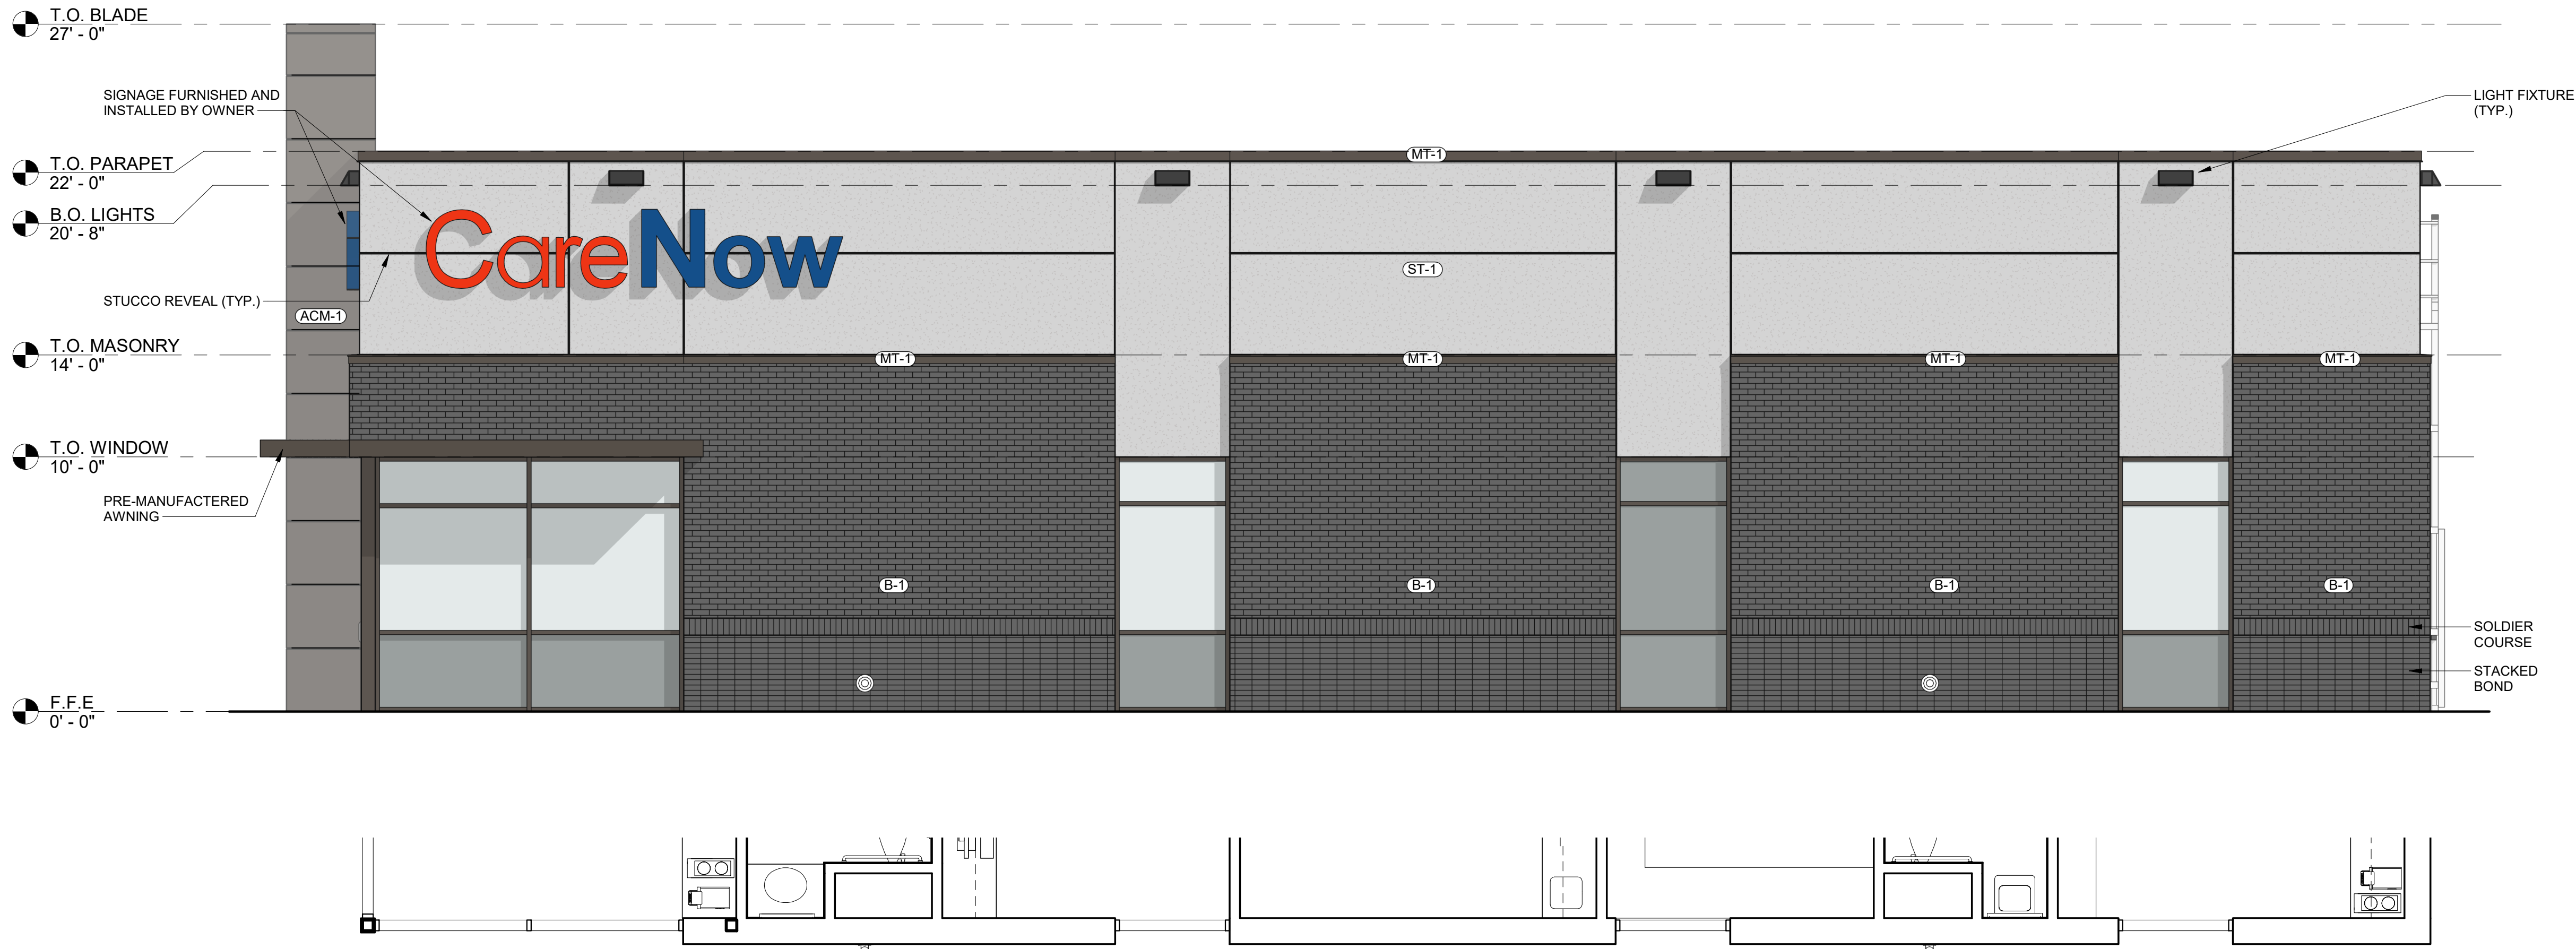 T.O. BLADE
27' - 0"
SIGNAGE FURNISHED AND
INSTALLED BY OWNER
LIGHT FIXTURE
(TYP.)
T.O. PARAPET
22' - 0"
MT-1
B.O. LIGHTS
20' - 8"
CareNow
ST-1
STUCCO REVEAL (TYP.)
ACM-1
T.O. MASONRY
14' - 0"
MT-1
MT-1
MT-1
MT-1
T.O. WINDOW
10' - 0"
PRE-MANUFACTERED
AWNING
B-1
B-1
B-1
B-1
SOLDIER
COURSE
STACKED
BOND
F.F.E
0' - 0"